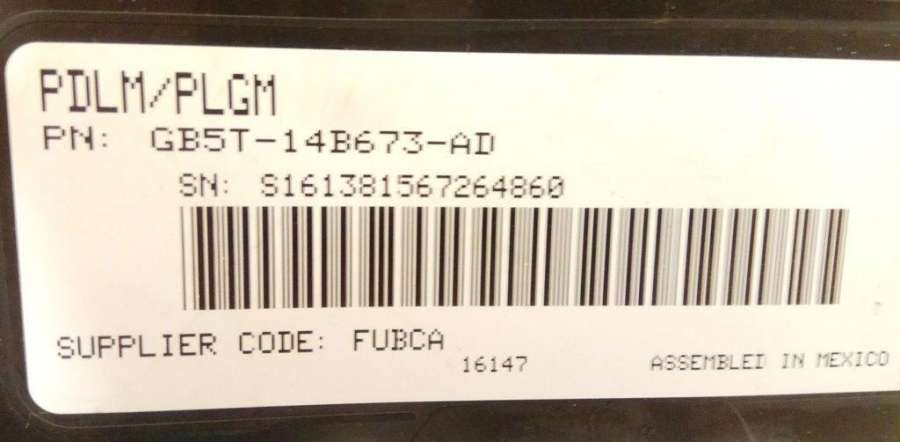 PDLM/PLGM
PN: GB5T-14B673-AD
SN: S161381567264860
SUPPLIER CODE: FUBCA
16147
ASSEMBLED IN MEXICO